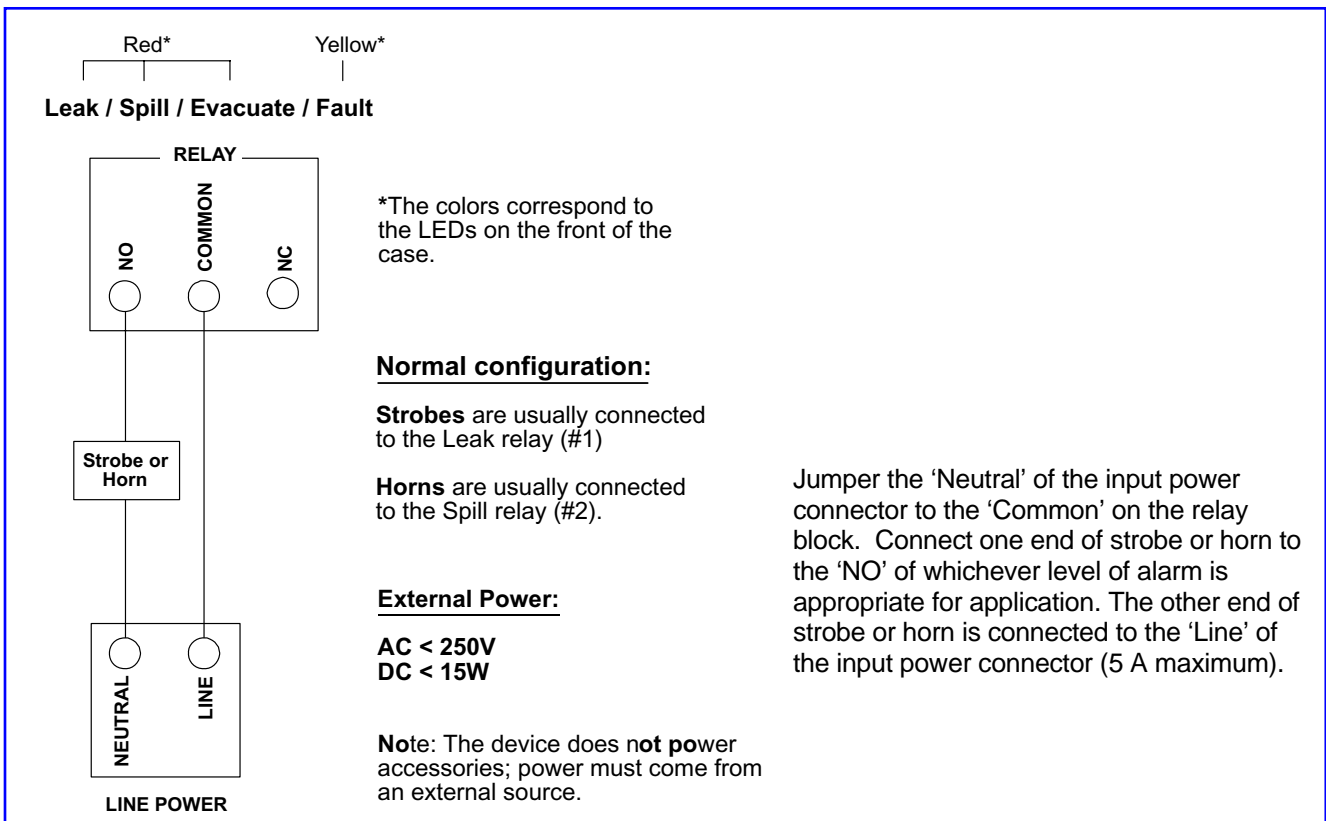 Red* Yellow*
Leak / Spill / Evacuate / Fault
RELAY
NO
COMMON
NC
Strobe or
Horn
NEUTRAL
LINE
LINE POWER
*The colors correspond to
the LEDs on the front of the
case.
Normal configuration:
Strobes are usually connected
to the Leak relay (#1)
Horns are usually connected
to the Spill relay (#2).
External Power:
AC < 250V
DC < 15W
Note: The device does not power
accessories; power must come from
an external source.
Jumper the ‘Neutral’ of the input power
connector to the ‘Common’ on the relay
block. Connect one end of strobe or horn to
the ‘NO’ of whichever level of alarm is
appropriate for application. The other end of
strobe or horn is connected to the ‘Line’ of
the input power connector (5 A maximum).